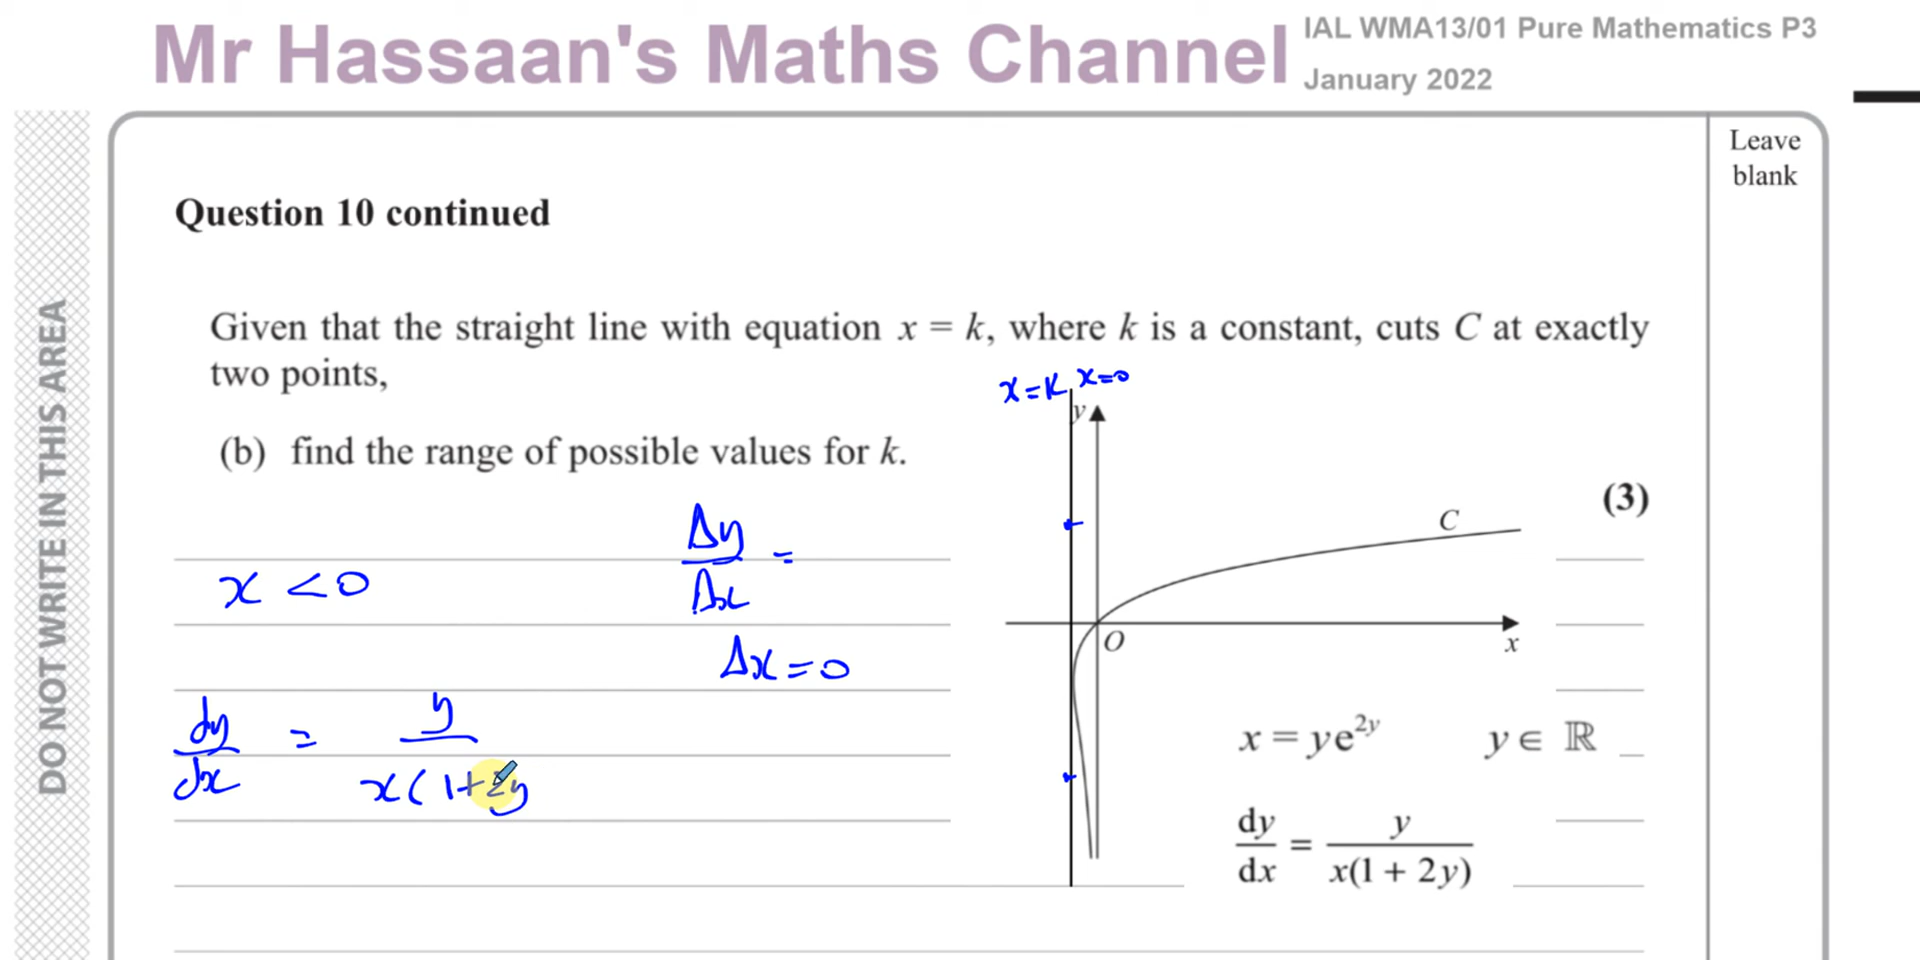 Mr Hassaan's Maths Channel
IAL WMA13/01 Pure Mathematics P3
January 2022
Leave
blank
DO NOT WRITE IN THIS AREA
Question 10 continued
Given that the straight line with equation x = k, where k is a constant, cuts C at exactly
two points,
x=k x=0
y
(b) find the range of possible values for k.
(3)
C
Δy/Δx =
x < 0
O
x
Δx = 0
dy/dx = y/x(1+2y
x = ye^{2y} y ∈ ℝ
dy/dx = y/x(1 + 2y)